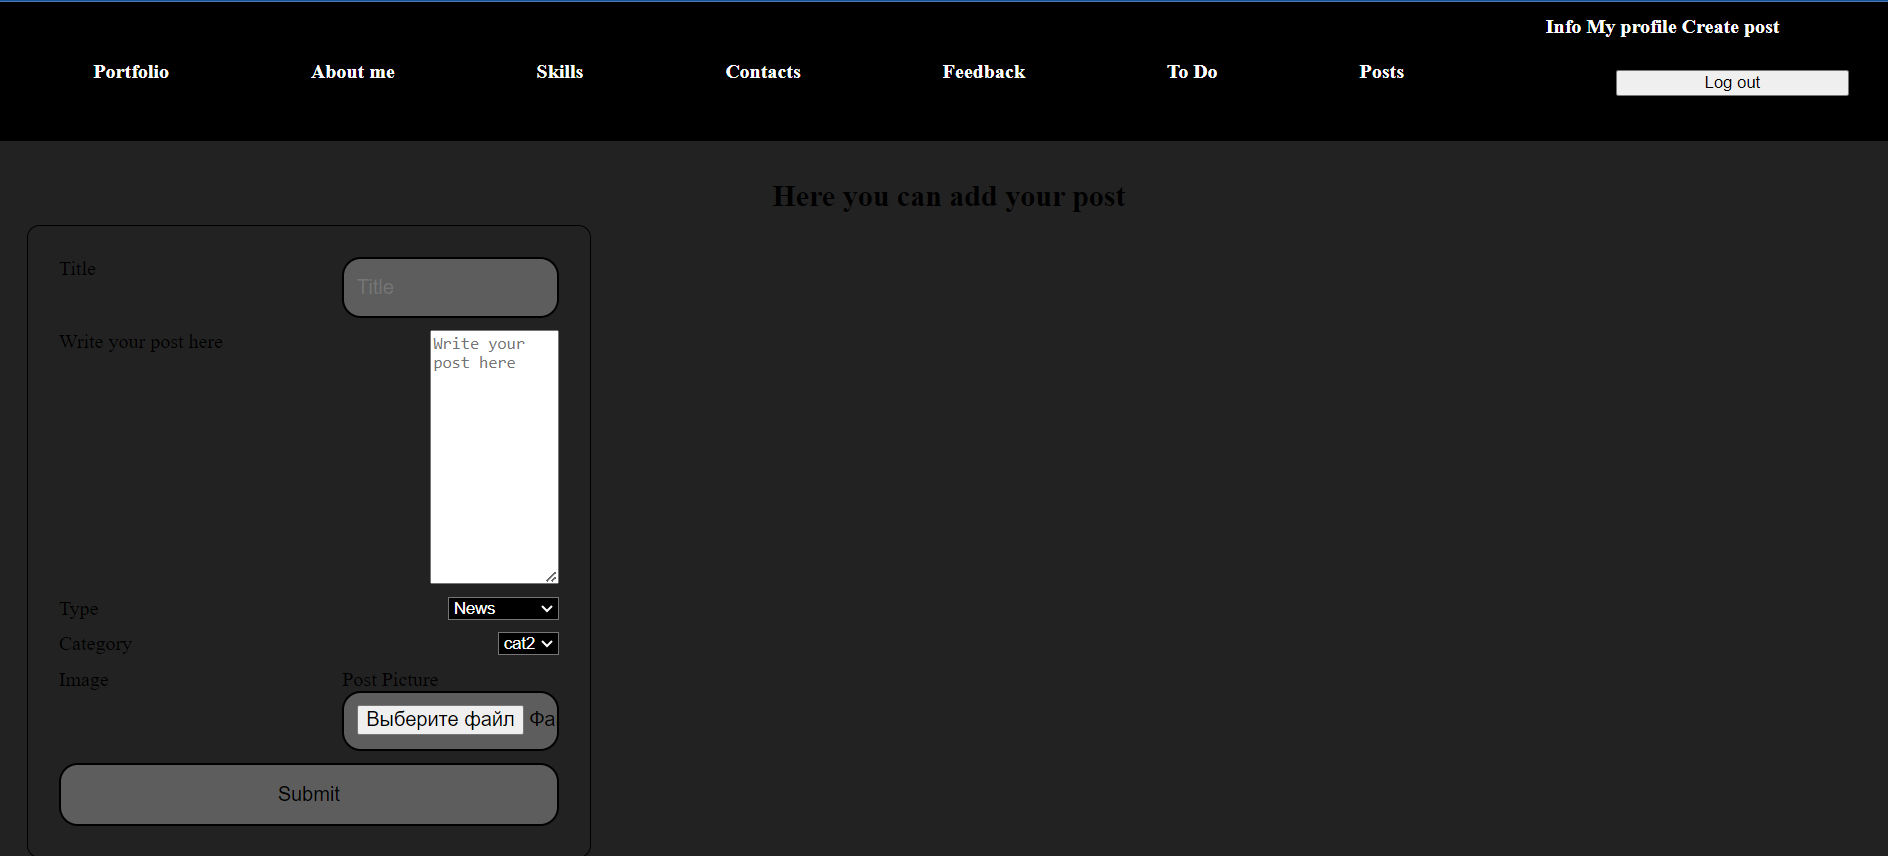 Info My profile Create post
Portfolio About me Skills Contacts Feedback To Do Posts
Log out
Here you can add your post
Title
Title
Write your post here
Write your
post here
Type News
Category cat2
Image Post Picture
Выберите файл
Submit